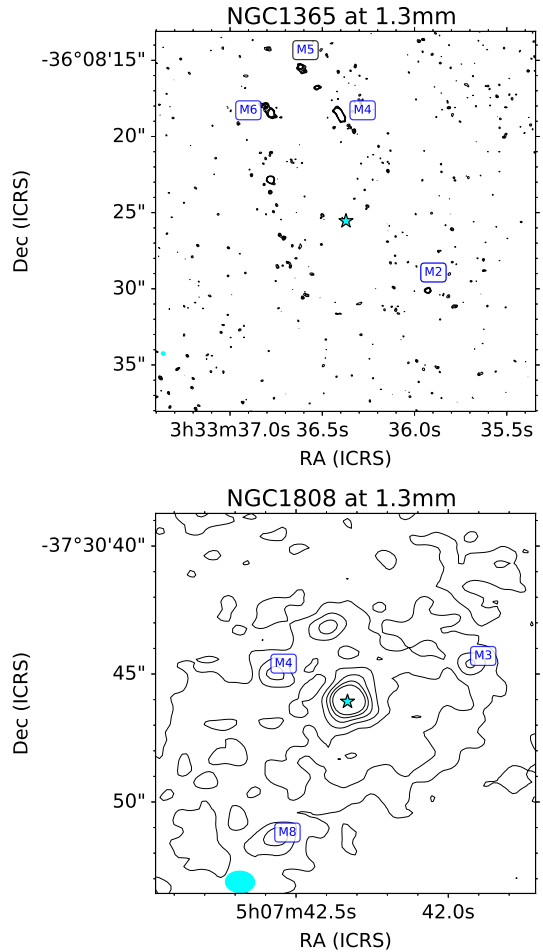 NGC1365 at 1.3mm
M5
-36°08'15"
M6
M4
20"
Dec (ICRS)
25"
M2
30"
35"
3h33m37.0s 36.5s 36.0s 35.5s
RA (ICRS)
NGC1808 at 1.3mm
-37°30'40"
M3
M4
45"
Dec (ICRS)
50"
M8
5h07m42.5s 42.0s
RA (ICRS)